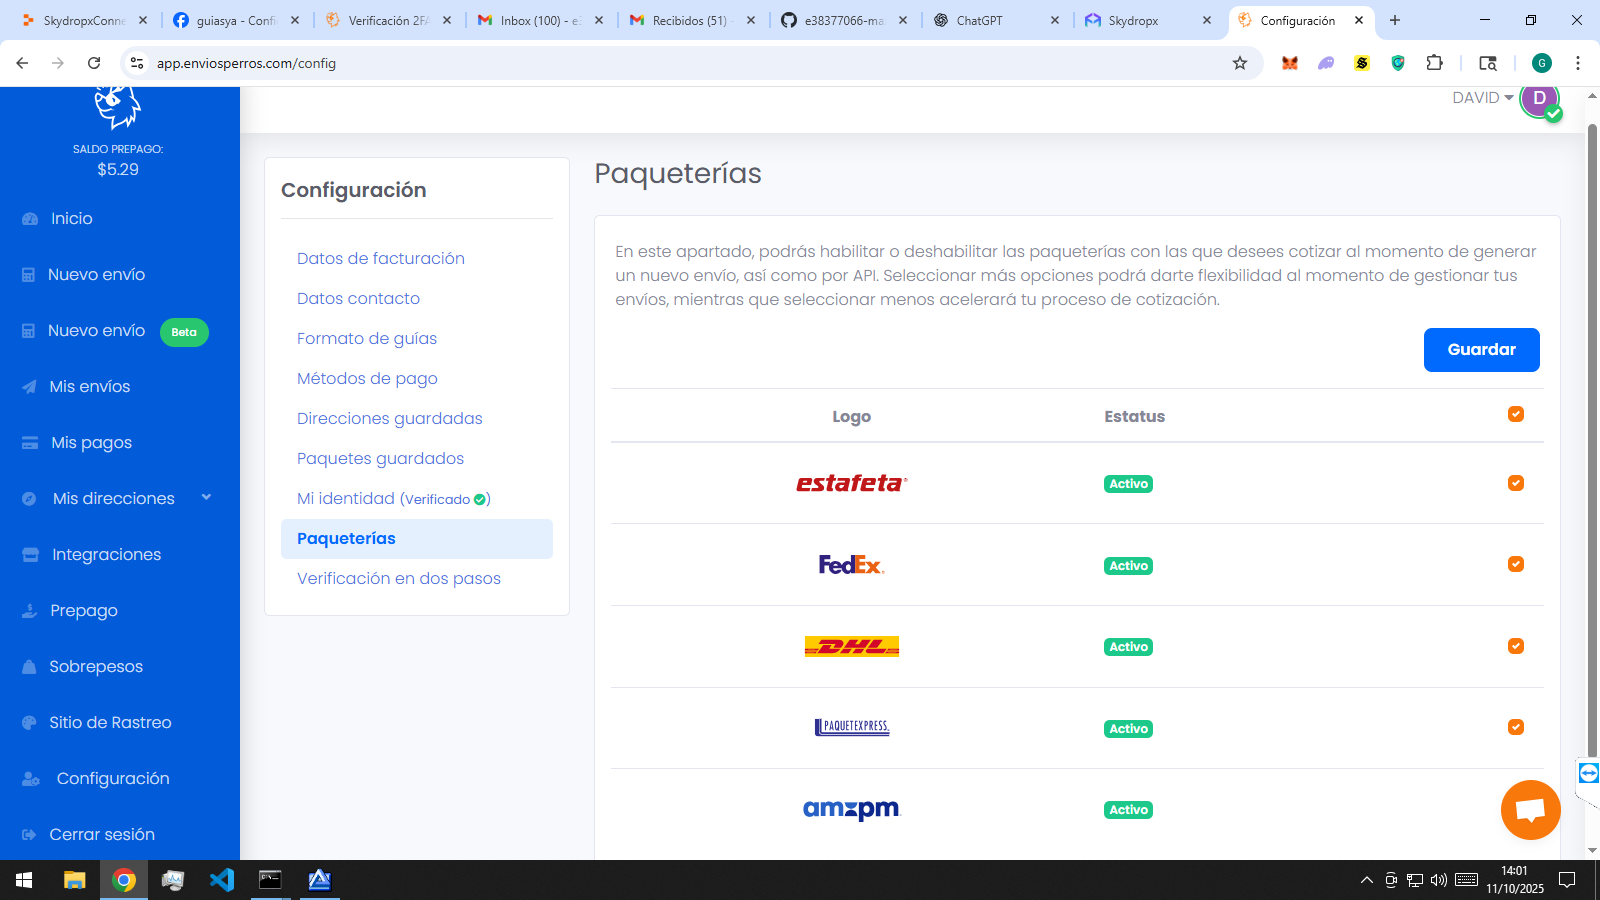 SkydropxConne
guiasya - Confi
Verificación 2FA
Inbox (100) - e3
Recibidos (51) -
e38377066-ma
ChatGPT
Skydropx
Configuración
app.enviosperros.com/config
G
DAVID
D
SALDO PREPAGO:
$5.29
Inicio
Nuevo envío
Nuevo envío Beta
Mis envíos
Mis pagos
Mis direcciones
Integraciones
Prepago
Sobrepesos
Sitio de Rastreo
Configuración
Cerrar sesión
Configuración
Datos de facturación
Datos contacto
Formato de guías
Métodos de pago
Direcciones guardadas
Paquetes guardados
Mi identidad (Verificado)
Paqueterías
Verificación en dos pasos
Paqueterías
En este apartado, podrás habilitar o deshabilitar las paqueterías con las que desees cotizar al momento de generar
un nuevo envío, así como por API. Seleccionar más opciones podrá darte flexibilidad al momento de gestionar tus
envíos, mientras que seleccionar menos acelerará tu proceso de cotización.
Guardar
Logo Estatus
estafeta Activo
FedEx Activo
DHL Activo
PAQUETEXPRESS Activo
ampm Activo
14:01
11/10/2025